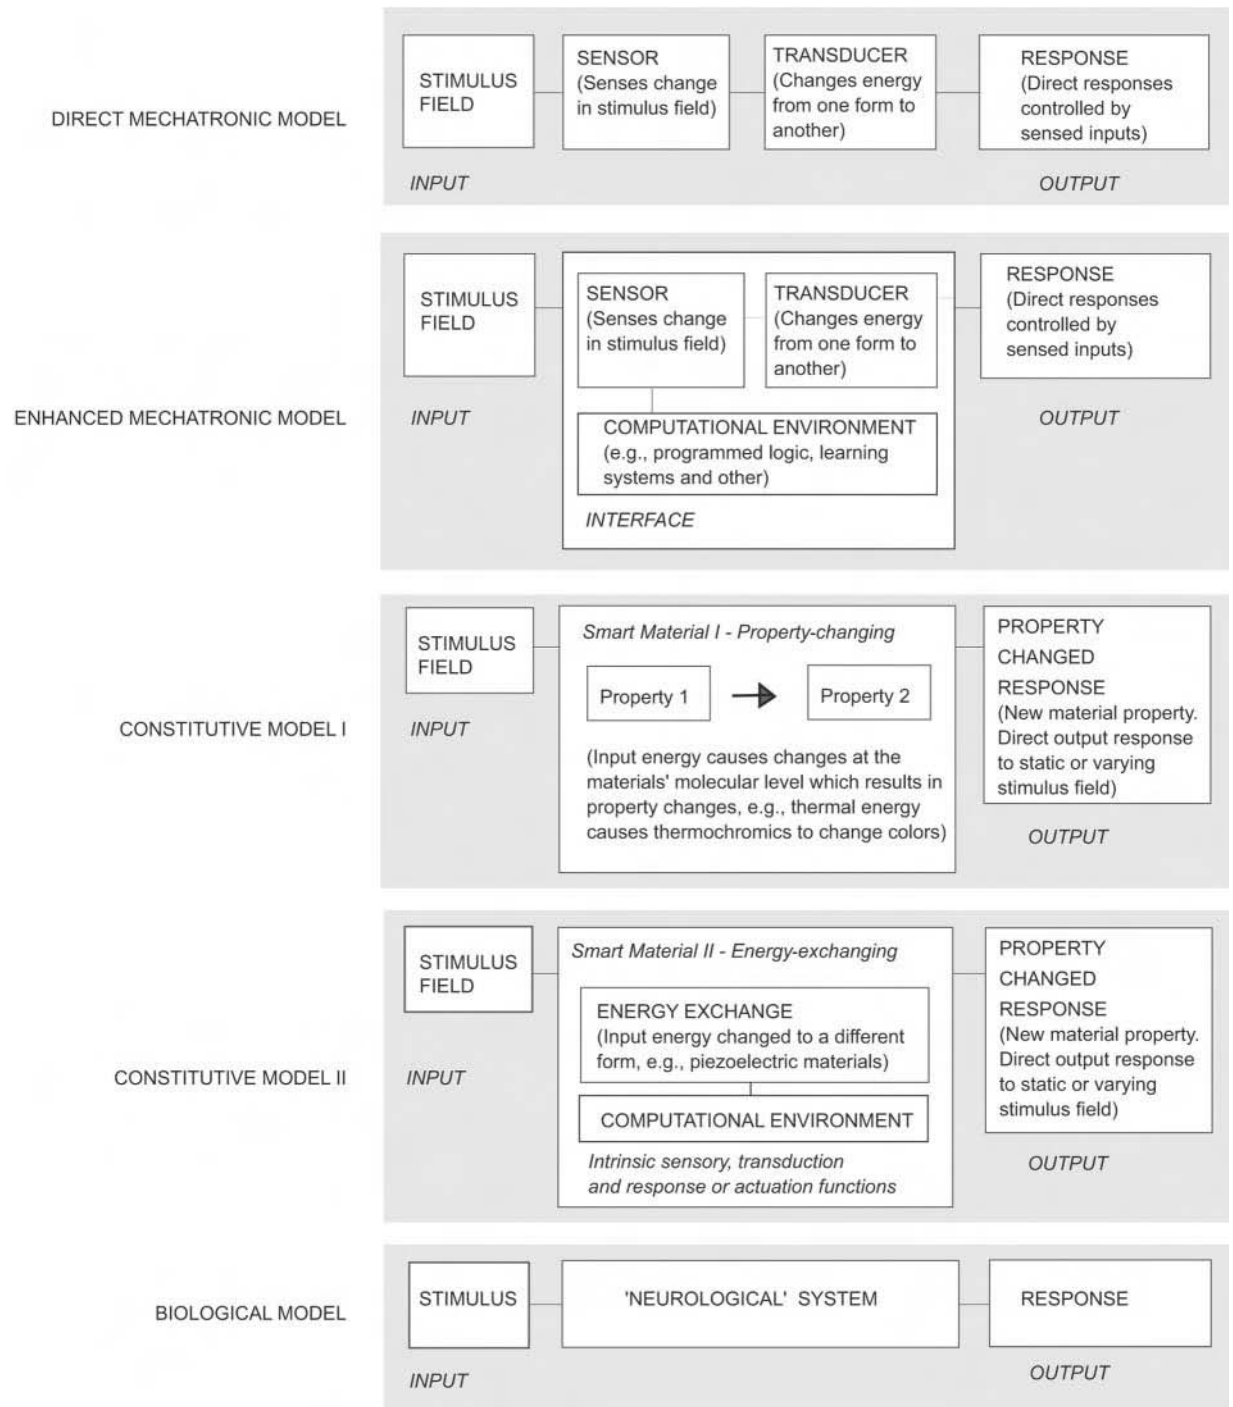 DIRECT MECHATRONIC MODEL
STIMULUS
FIELD
SENSOR
(Senses change
in stimulus field)
TRANSDUCER
(Changes energy
from one form to
another)
RESPONSE
(Direct responses
controlled by
sensed inputs)
INPUT
OUTPUT
ENHANCED MECHATRONIC MODEL
STIMULUS
FIELD
SENSOR
(Senses change
in stimulus field)
TRANSDUCER
(Changes energy
from one form to
another)
RESPONSE
(Direct responses
controlled by
sensed inputs)
INPUT
COMPUTATIONAL ENVIRONMENT
(e.g., programmed logic, learning
systems and other)
INTERFACE
OUTPUT
CONSTITUTIVE MODEL I
STIMULUS
FIELD
INPUT
Smart Material I - Property-changing
Property 1
Property 2
(Input energy causes changes at the
materials' molecular level which results in
property changes, e.g., thermal energy
causes thermochromics to change colors)
PROPERTY
CHANGED
RESPONSE
(New material property.
Direct output response
to static or varying
stimulus field)
OUTPUT
CONSTITUTIVE MODEL II
STIMULUS
FIELD
INPUT
Smart Material II - Energy-exchanging
ENERGY EXCHANGE
(Input energy changed to a different
form, e.g., piezoelectric materials)
COMPUTATIONAL ENVIRONMENT
Intrinsic sensory, transduction
and response or actuation functions
PROPERTY
CHANGED
RESPONSE
(New material property.
Direct output response
to static or varying
stimulus field)
OUTPUT
BIOLOGICAL MODEL
STIMULUS
'NEUROLOGICAL' SYSTEM
RESPONSE
INPUT
OUTPUT